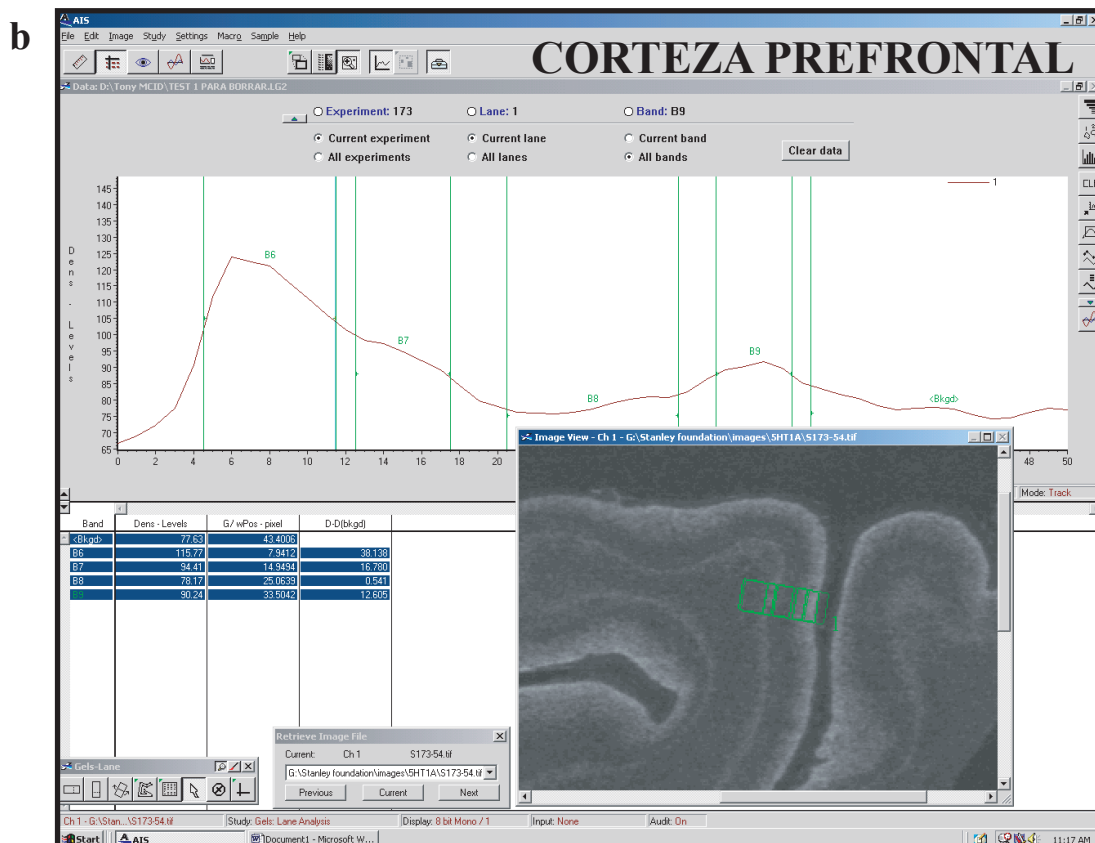 b
AIS
File Edit Image Study Settings Macro Sample Help
CORTEZA PREFRONTAL
Data: D:\Tony MCID\TEST 1 PARA BORRAR.LG2
Experiment: 173 Lane: 1 Band: B9
Current experiment Current lane Current band
All experiments All lanes All bands
Clear data
Dens - Levels
145
140
135
130
125
120
115
110
105
100
95
90
85
80
75
70
65
1
B6
B7
B8
B9
<Bkgd>
CLI
0 2 4 6 8 10 12 14 16 18 20 48 50
Mode: Track
Image View - Ch 1 - G:\Stanley foundation\images\5HT1A\S173-54.tif
Band Dens - Levels G/ wPos - pixel D-D(bkgd)
<Bkgd> 77.63 43.4006
B6 115.77 7.9412 38.138
B7 94.41 14.9494 16.780
B8 78.17 25.0639 0.541
B9 90.24 33.5042 12.605
Retrieve Image File
Current: Ch 1 S173-54.tif
G:\Stanley foundation\images\5HT1A\S173-54.tif
Previous Current Next
Gels-Lane
Ch 1 - G:\Stan...\S173-54.tif Study: Gels: Lane Analysis Display: 8 bit Mono / 1 Input: None Audit: On
Start AIS Document1 - Microsoft W... 11:17 AM